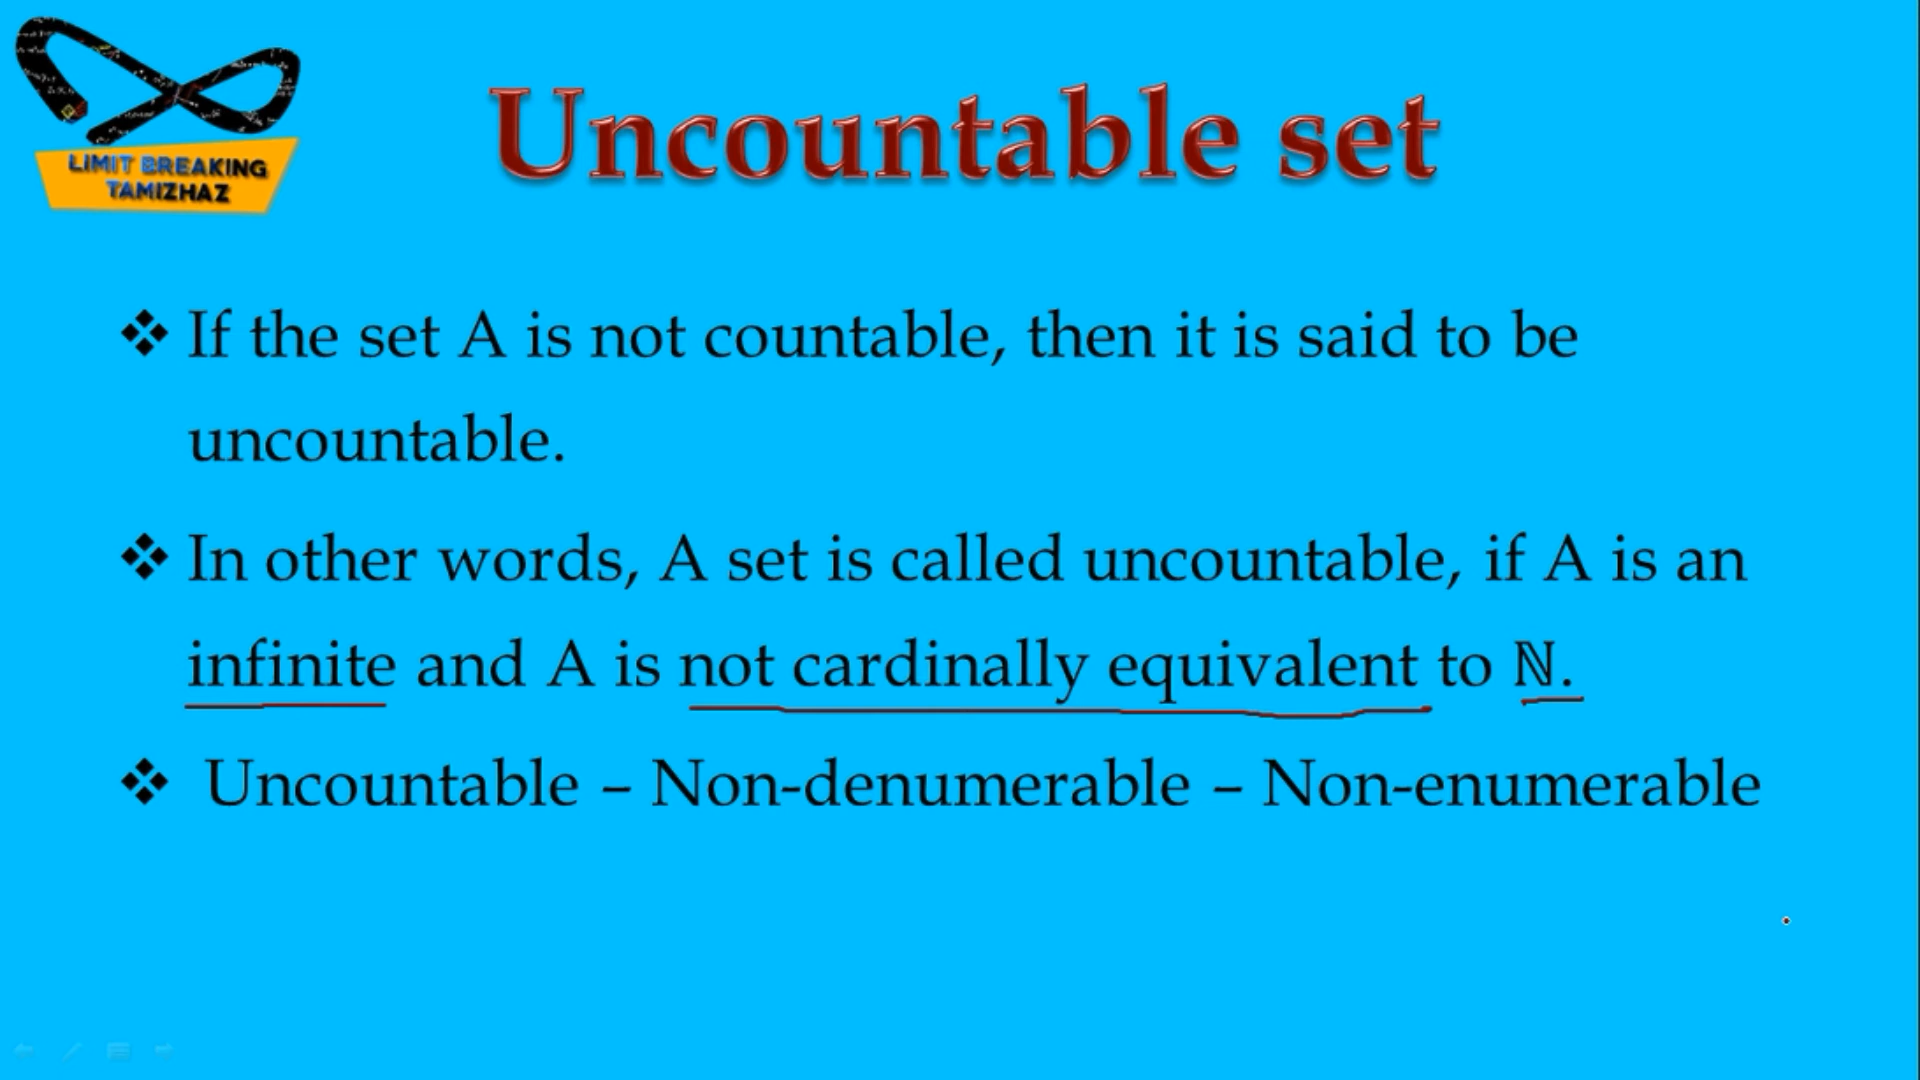 LIMIT BREAKING
TAMIZHAZ
Uncountable set
❖ If the set A is not countable, then it is said to be
uncountable.
❖ In other words, A set is called uncountable, if A is an
infinite and A is not cardinally equivalent to ℕ.
❖ Uncountable – Non-denumerable – Non-enumerable